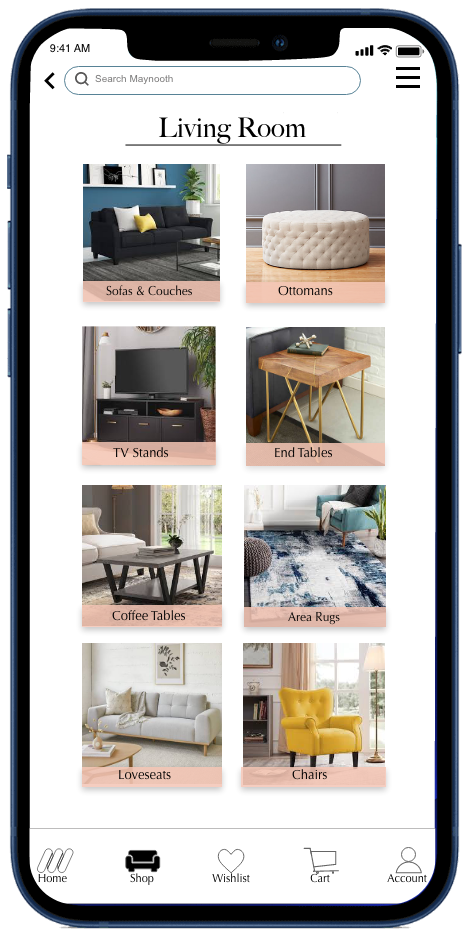 9:41 AM
Search Maynooth
Living Room
Sofas & Couches
Ottomans
TV Stands
End Tables
Coffee Tables
Area Rugs
Loveseats
Chairs
Home
Shop
Wishlist
Cart
Account